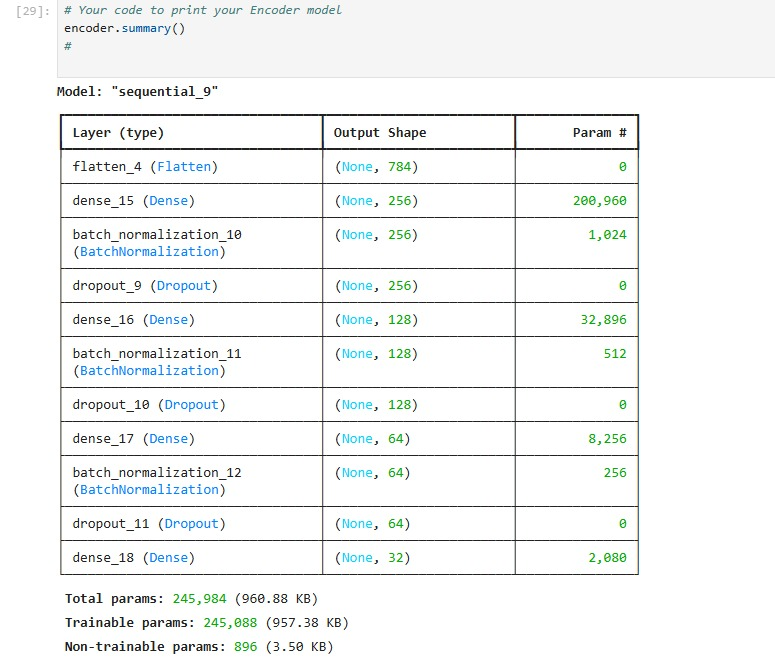 [29]: # Your code to print your Encoder model
encoder.summary()
#
Model: "sequential_9"
Layer (type) Output Shape Param #
flatten_4 (Flatten) (None, 784) 0
dense_15 (Dense) (None, 256) 200,960
batch_normalization_10 (None, 256) 1,024
(BatchNormalization)
dropout_9 (Dropout) (None, 256) 0
dense_16 (Dense) (None, 128) 32,896
batch_normalization_11 (None, 128) 512
(BatchNormalization)
dropout_10 (Dropout) (None, 128) 0
dense_17 (Dense) (None, 64) 8,256
batch_normalization_12 (None, 64) 256
(BatchNormalization)
dropout_11 (Dropout) (None, 64) 0
dense_18 (Dense) (None, 32) 2,080
Total params: 245,984 (960.88 KB)
Trainable params: 245,088 (957.38 KB)
Non-trainable params: 896 (3.50 KB)